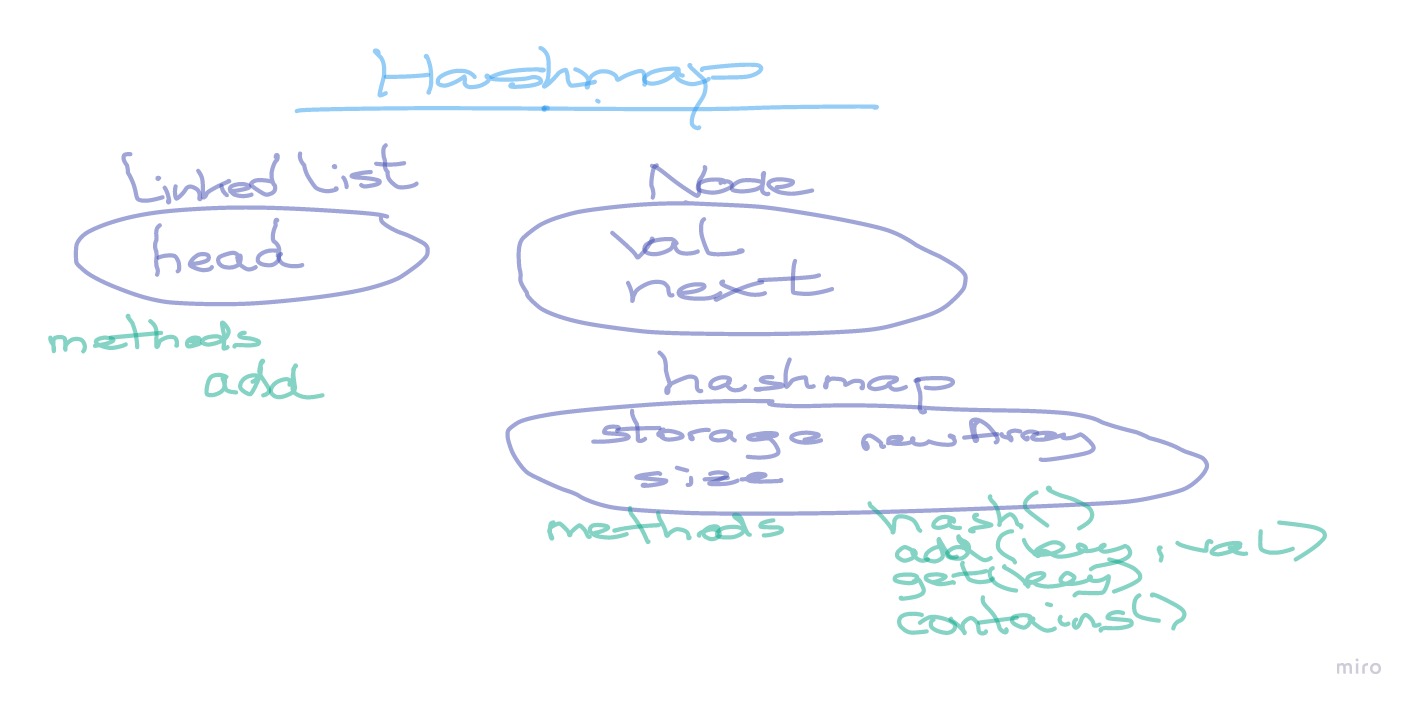 Hashmap
Linked List
head
methods
add
Node
val
next
hashmap
storage new Array
size
methods hash()
add(key, val)
get(key)
contains()
miro